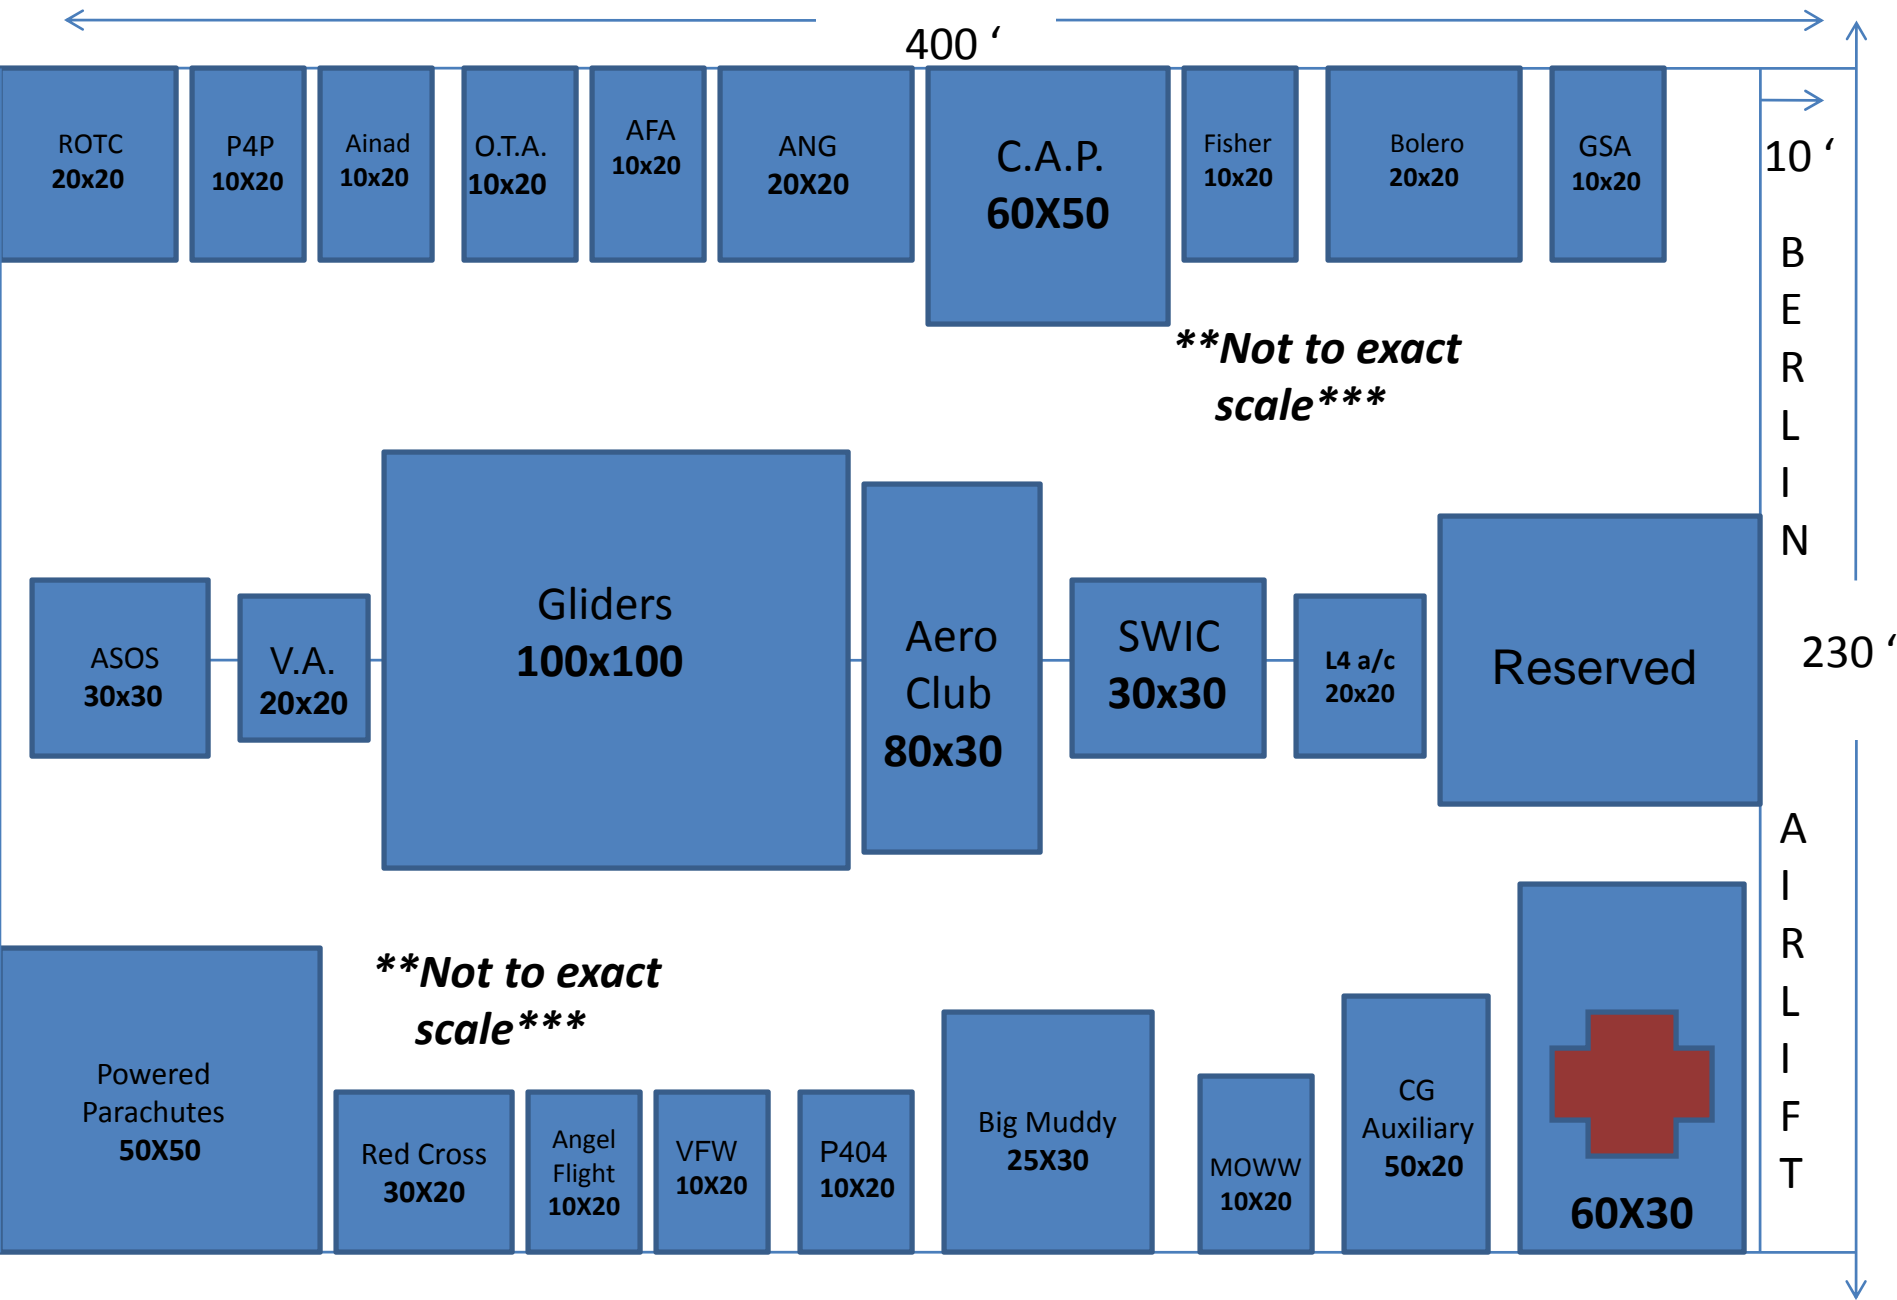 400 ‘
ROTC
20x20
P4P
10X20
Ainad
10x20
O.T.A.
10x20
AFA
10x20
ANG
20X20
C.A.P.
60X50
Fisher
10x20
Bolero
20x20
GSA
10x20
10 ‘
**Not to exact
scale***
B
E
R
L
I
N
ASOS
30x30
V.A.
20x20
Gliders
100x100
Aero
Club
80x30
SWIC
30x30
L4 a/c
20x20
Reserved
230 ‘
A
I
R
L
I
F
T
**Not to exact
scale***
Powered
Parachutes
50X50
Red Cross
30X20
Angel
Flight
10X20
VFW
10X20
P404
10X20
Big Muddy
25X30
MOWW
10X20
CG
Auxiliary
50x20
60X30